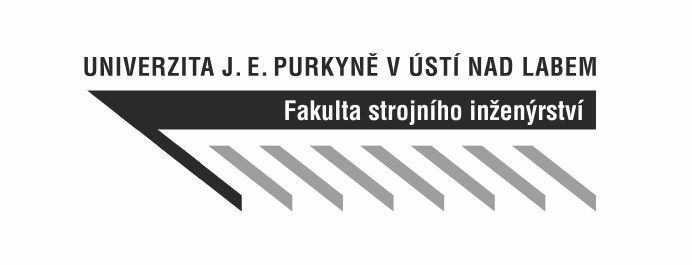 UNIVERZITA J. E. PURKYNĚ V ÚSTÍ NAD LABEM
Fakulta strojního inženýrství